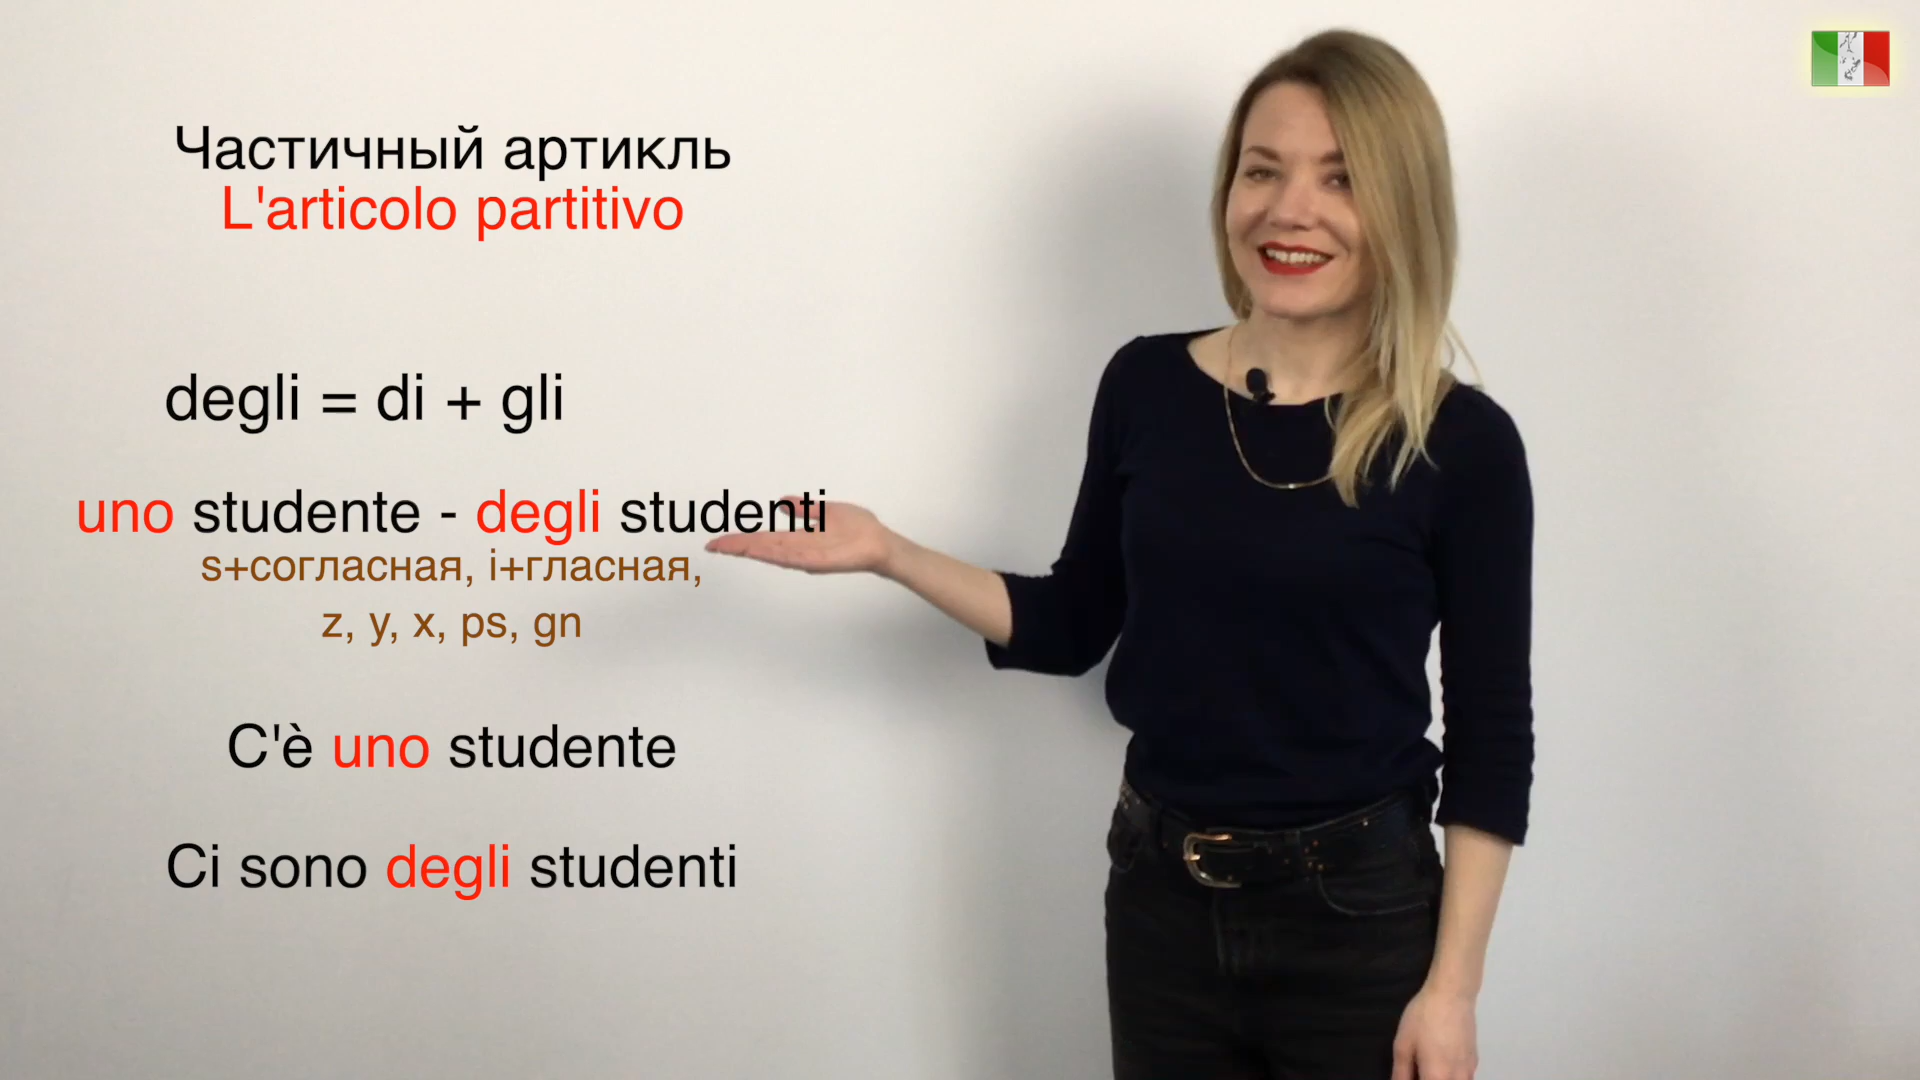 Частичный артикль
L'articolo partitivo
degli = di + gli
uno studente - degli studenti
s+согласная, i+гласная,
z, y, x, ps, gn
C'è uno studente
Ci sono degli studenti